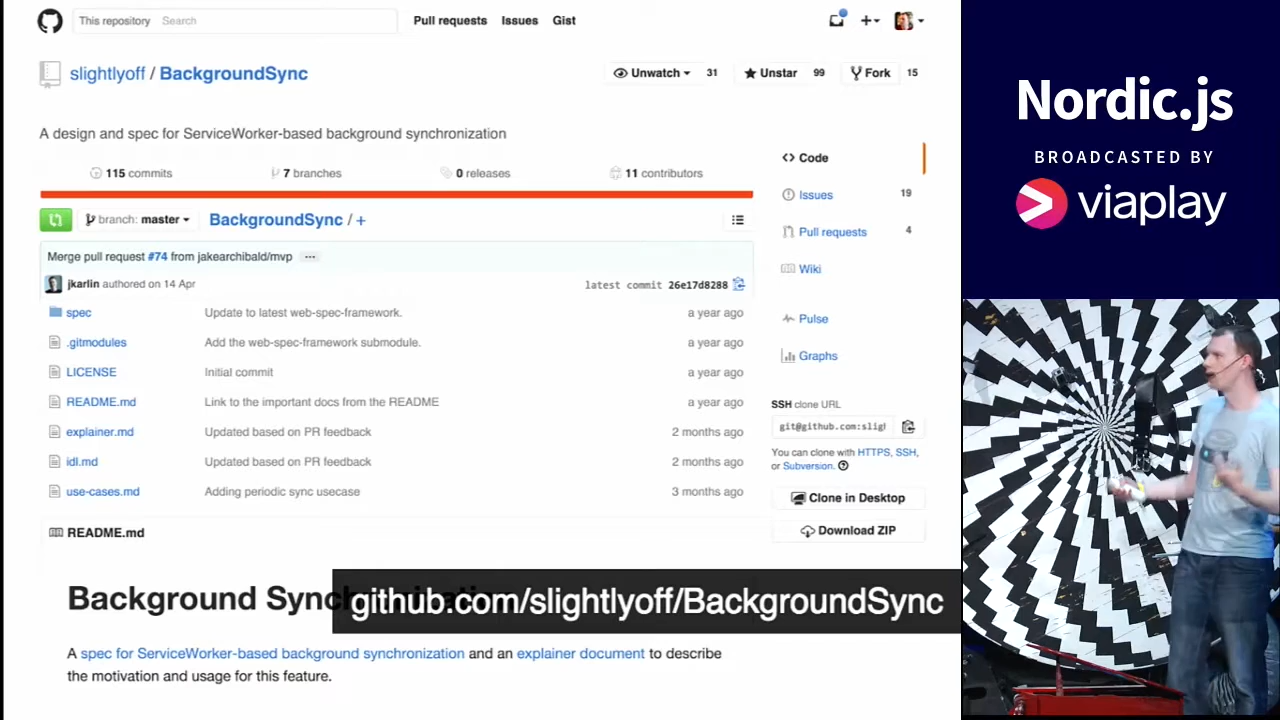 This repository Search Pull requests Issues Gist
slightlyoff / BackgroundSync
Unwatch 31 Unstar 99 Fork 15
A design and spec for ServiceWorker-based background synchronization
115 commits 7 branches 0 releases 11 contributors
branch: master BackgroundSync / +
Merge pull request #74 from jakearchibald/mvp ...
jkarlin authored on 14 Apr latest commit 26e17d8288
spec Update to latest web-spec-framework. a year ago
.gitmodules Add the web-spec-framework submodule. a year ago
LICENSE Initial commit a year ago
README.md Link to the important docs from the README a year ago
explainer.md Updated based on PR feedback 2 months ago
idl.md Updated based on PR feedback 2 months ago
use-cases.md Adding periodic sync usecase 3 months ago
README.md
Background Synchronization
github.com/slightlyoff/BackgroundSync
A spec for ServiceWorker-based background synchronization and an explainer document to describe
the motivation and usage for this feature.
Code
Issues 19
Pull requests 4
Wiki
Pulse
Graphs
SSH clone URL
git@github.com:slig
You can clone with HTTPS, SSH,
or Subversion.
Clone in Desktop
Download ZIP
Nordic.js
BROADCASTED BY
viaplay